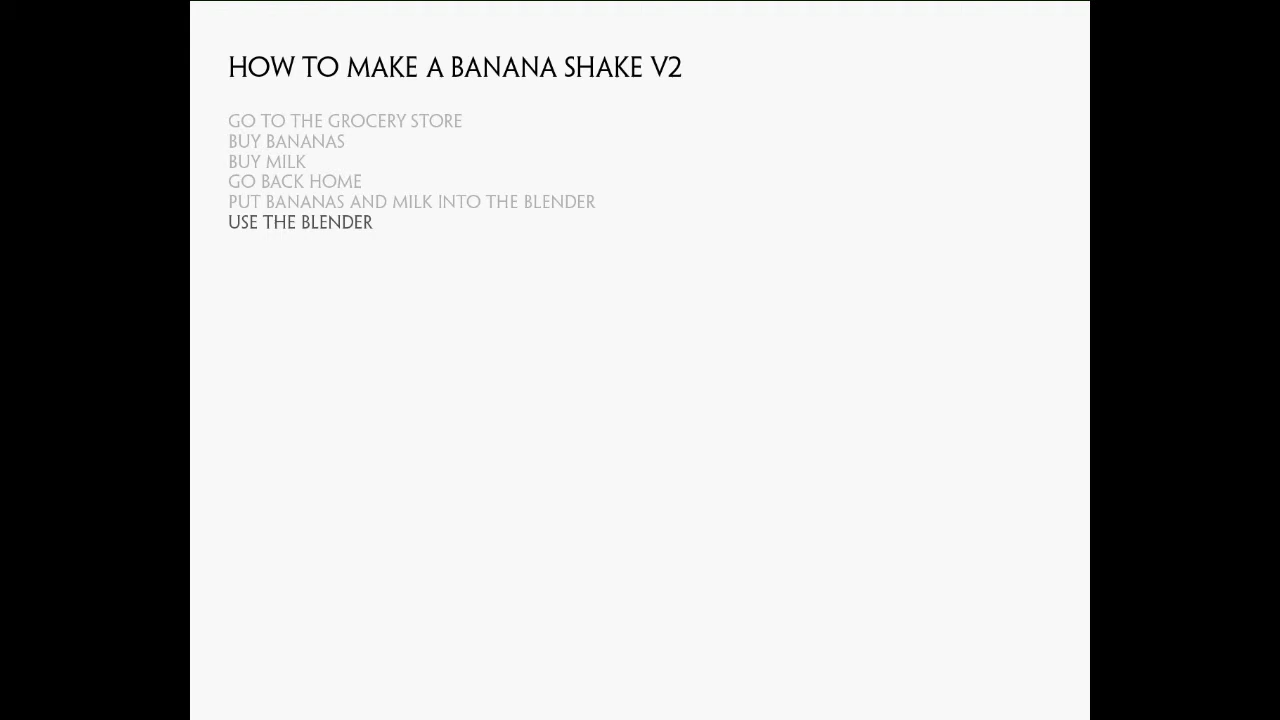 HOW TO MAKE A BANANA SHAKE V2
GO TO THE GROCERY STORE
BUY BANANAS
BUY MILK
GO BACK HOME
PUT BANANAS AND MILK INTO THE BLENDER
USE THE BLENDER